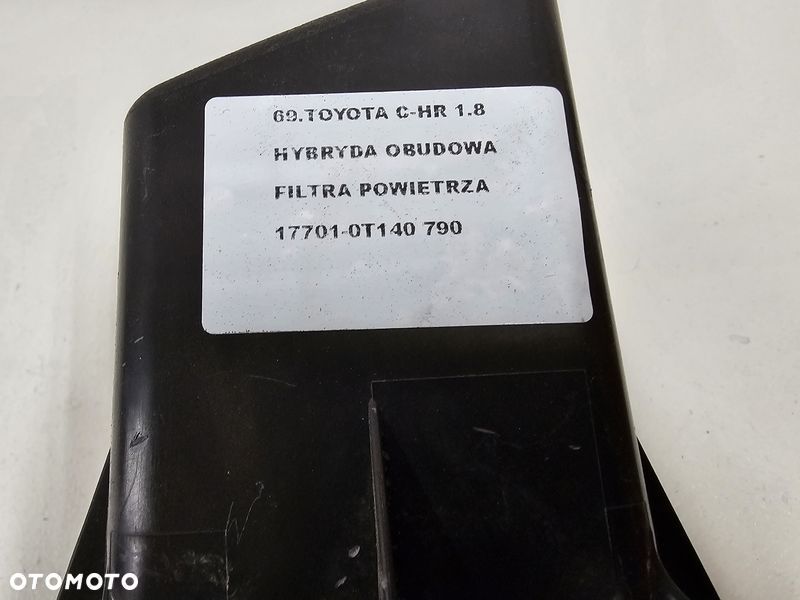 69.TOYOTA C-HR 1.8
HYBRYDA OBUDOWA
FILTRA POWIETRZA
17701-0T140 790
OTOMOTO